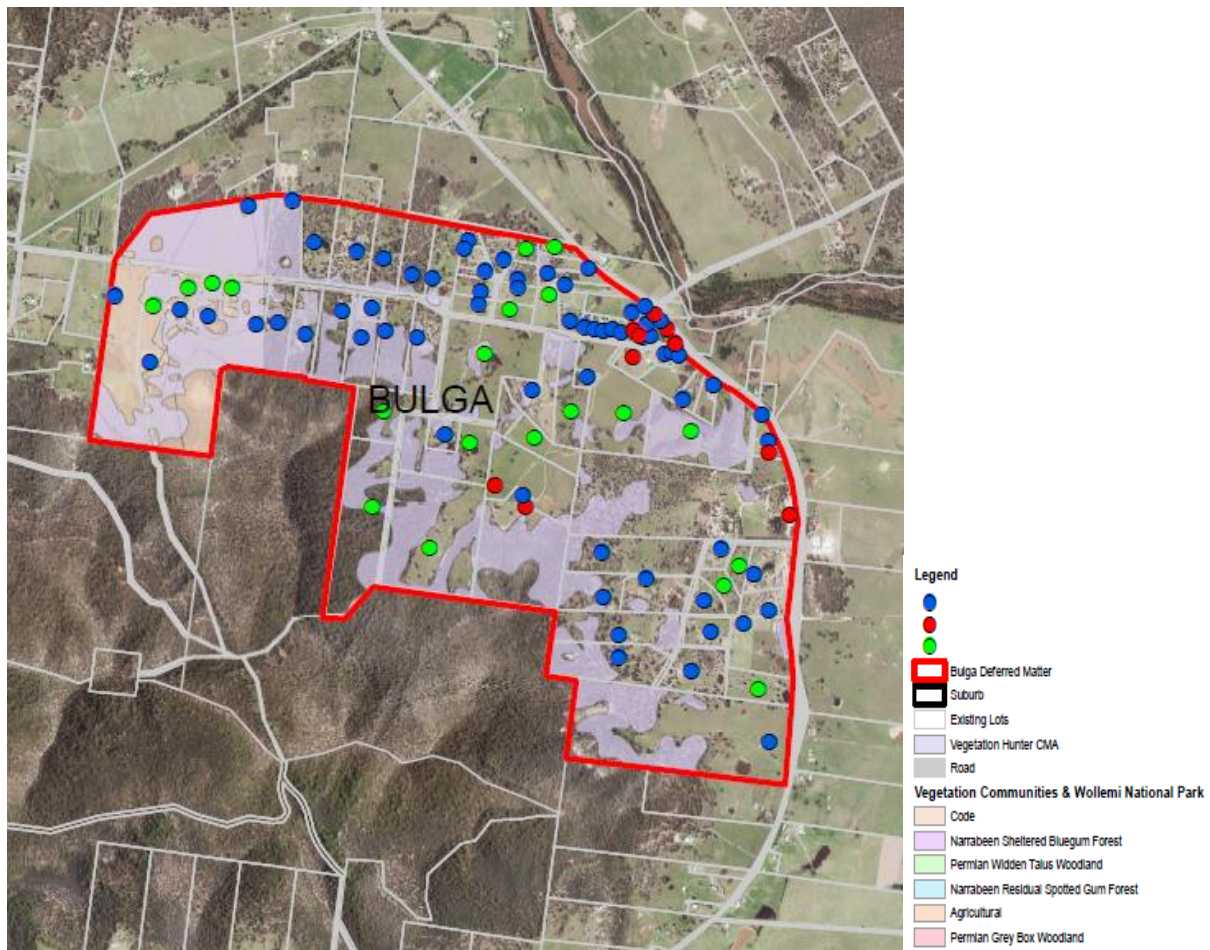 BULGA
Legend
Bulga Deferred Matter
Suburb
Existing Lots
Vegetation Hunter CMA
Road
Vegetation Communities & Wollemi National Park
Code
Narrabeen Sheltered Bluegum Forest
Permian Widden Talus Woodland
Narrabeen Residual Spotted Gum Forest
Agricultural
Permian Grey Box Woodland